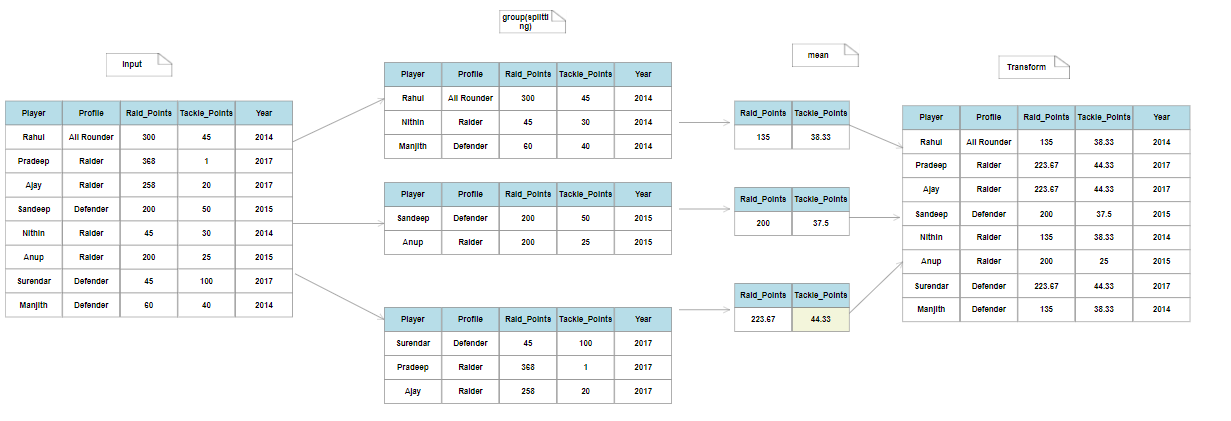 group(splitti
ng)
mean
Input
Transform
Player Profile Raid_Points Tackle_Points Year
Rahul All Rounder 300 45 2014
Pradeep Raider 368 1 2017
Ajay Raider 258 20 2017
Sandeep Defender 200 50 2015
Nithin Raider 45 30 2014
Anup Raider 200 25 2015
Surendar Defender 45 100 2017
Manjith Defender 60 40 2014
Player Profile Raid_Points Tackle_Points Year
Rahul All Rounder 300 45 2014
Nithin Raider 45 30 2014
Manjith Defender 60 40 2014
Player Profile Raid_Points Tackle_Points Year
Sandeep Defender 200 50 2015
Anup Raider 200 25 2015
Player Profile Raid_Points Tackle_Points Year
Surendar Defender 45 100 2017
Pradeep Raider 368 1 2017
Ajay Raider 258 20 2017
Raid_Points Tackle_Points
135 38.33
Raid_Points Tackle_Points
200 37.5
Raid_Points Tackle_Points
223.67 44.33
Player Profile Raid_Points Tackle_Points Year
Rahul All Rounder 135 38.33 2014
Pradeep Raider 223.67 44.33 2017
Ajay Raider 223.67 44.33 2017
Sandeep Defender 200 37.5 2015
Nithin Raider 135 38.33 2014
Anup Raider 200 25 2015
Surendar Defender 223.67 44.33 2017
Manjith Defender 135 38.33 2014